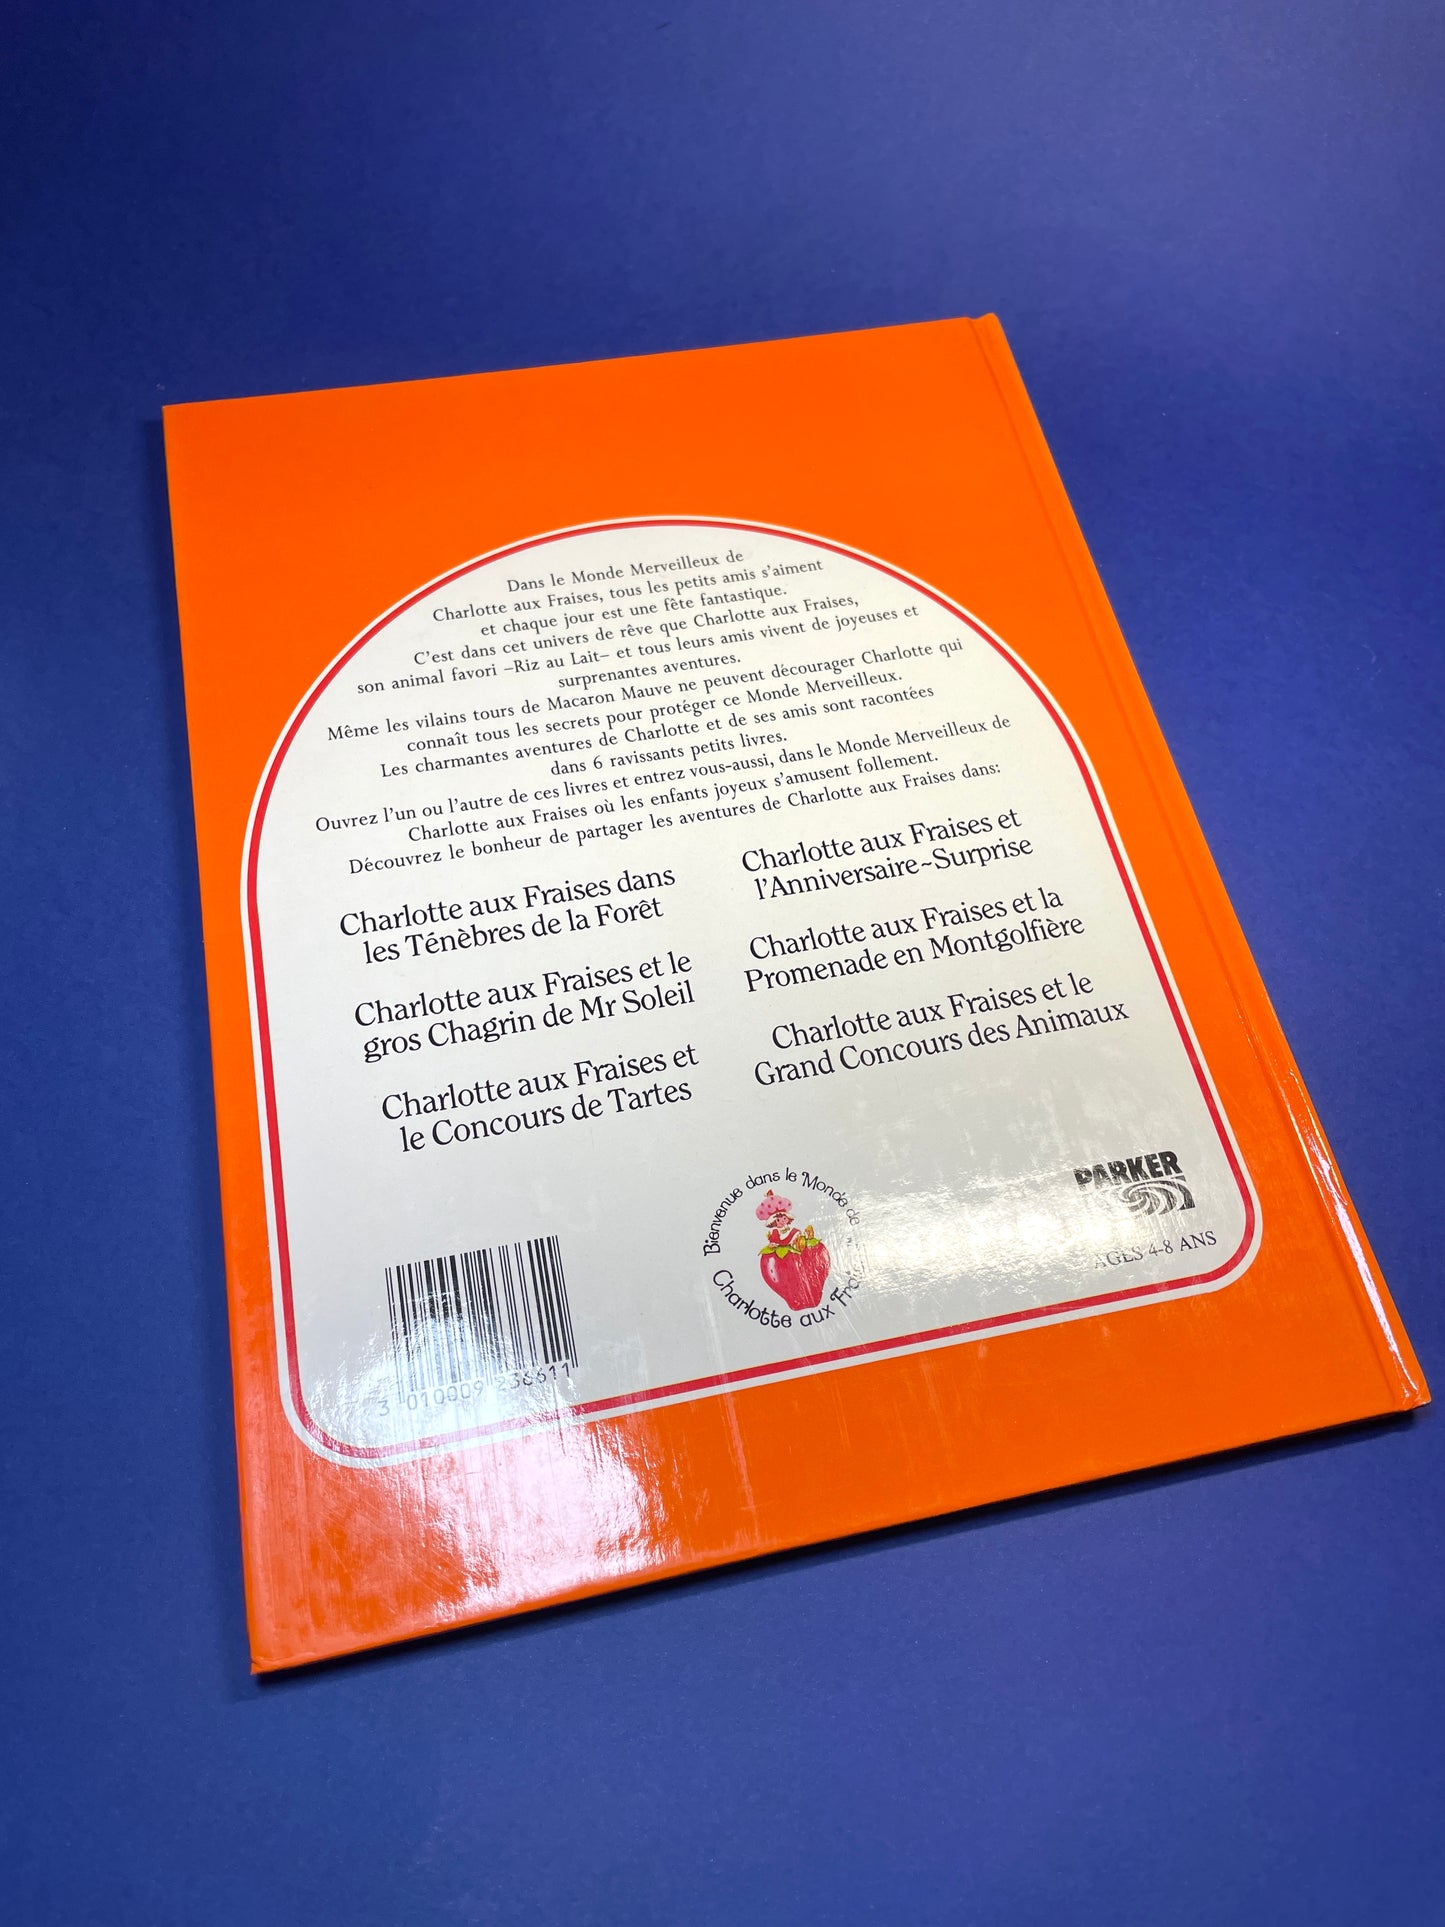 Dans le Monde Merveilleux de
Charlotte aux Fraises, tous les petits amis s'aiment
et chaque jour est une fête fantastique.
C'est dans cet univers de rêve que Charlotte aux Fraises,
son animal favori –Riz au Lait– et tous leurs amis vivent de joyeuses et
surprenantes aventures.
Même les vilains tours de Macaron Mauve ne peuvent décourager Charlotte qui
connaît tous les secrets pour protéger ce Monde Merveilleux.
Les charmantes aventures de Charlotte et de ses amis sont racontées
dans 6 ravissants petits livres.
Ouvrez l'un ou l'autre de ces livres et entrez vous-aussi, dans le Monde Merveilleux de
Charlotte aux Fraises où les enfants joyeux s'amusent follement.
Découvrez le bonheur de partager les aventures de Charlotte aux Fraises dans:
Charlotte aux Fraises dans
les Ténèbres de la Forêt
Charlotte aux Fraises et le
gros Chagrin de Mr Soleil
Charlotte aux Fraises et
le Concours de Tartes
Charlotte aux Fraises et
l'Anniversaire~Surprise
Charlotte aux Fraises et la
Promenade en Montgolfière
Charlotte aux Fraises et le
Grand Concours des Animaux
Bienvenue dans le Monde de
Charlotte aux
PARKER
AGES 4-8 ANS
3 010009 236611